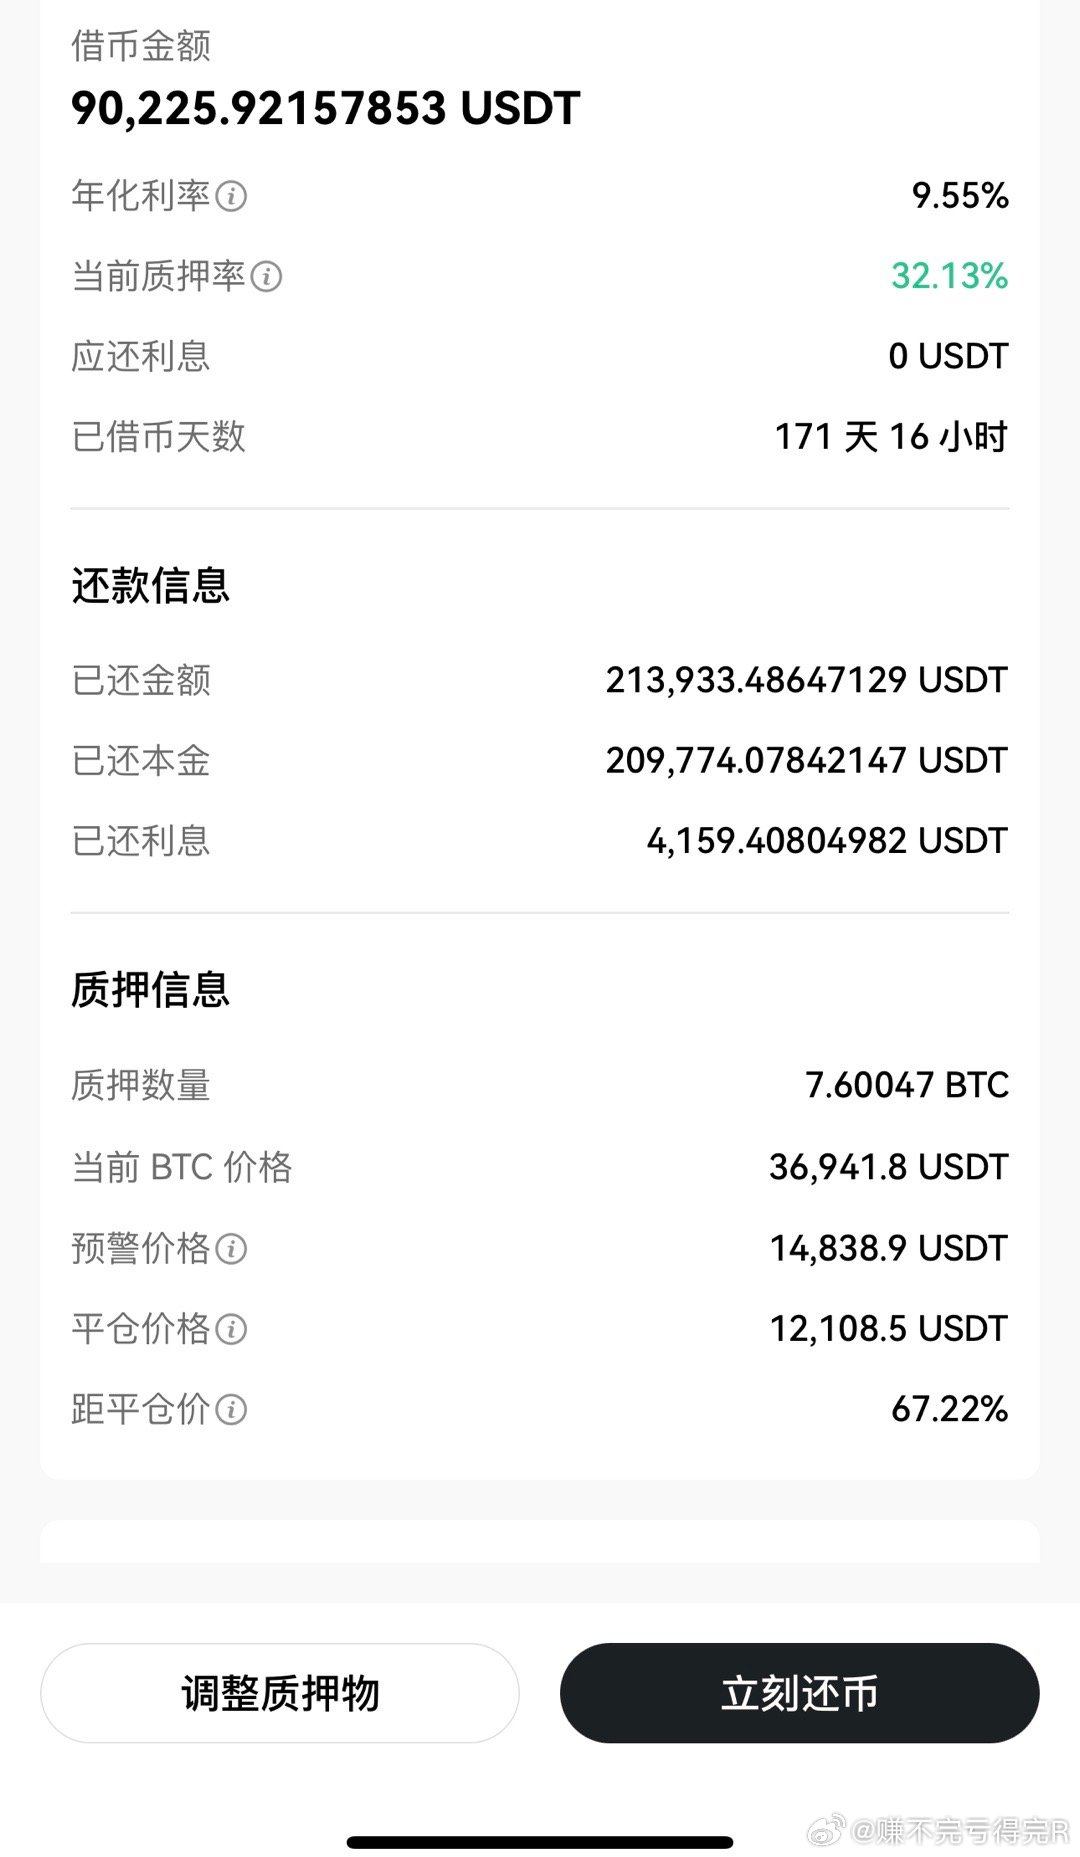 借币金额
90,225.92157853 USDT
年化利率 9.55%
当前质押率 32.13%
应还利息 0 USDT
已借币天数 171 天 16 小时
还款信息
已还金额 213,933.48647129 USDT
已还本金 209,774.07842147 USDT
已还利息 4,159.40804982 USDT
质押信息
质押数量 7.60047 BTC
当前 BTC 价格 36,941.8 USDT
预警价格 14,838.9 USDT
平仓价格 12,108.5 USDT
距平仓价 67.22%
调整质押物 立刻还币
@赚不完亏得完R